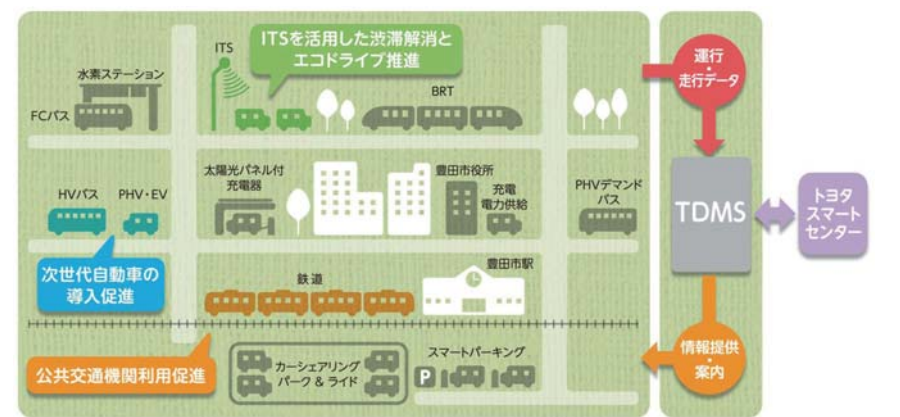 ITSを活用した渋滞解消と
エコドライブ推進
ITS
水素ステーション
FCバス
BRT
運行
・
走行データ
太陽光パネル付
充電器
豊田市役所
充電
電力供給
HVバス
PHV・EV
PHVデマンド
バス
TDMS
トヨタ
スマート
センター
次世代自動車の
導入促進
鉄道
豊田市駅
公共交通機関利用促進
カーシェアリング
パーク & ライド
スマートパーキング
P
情報提供
・
案内